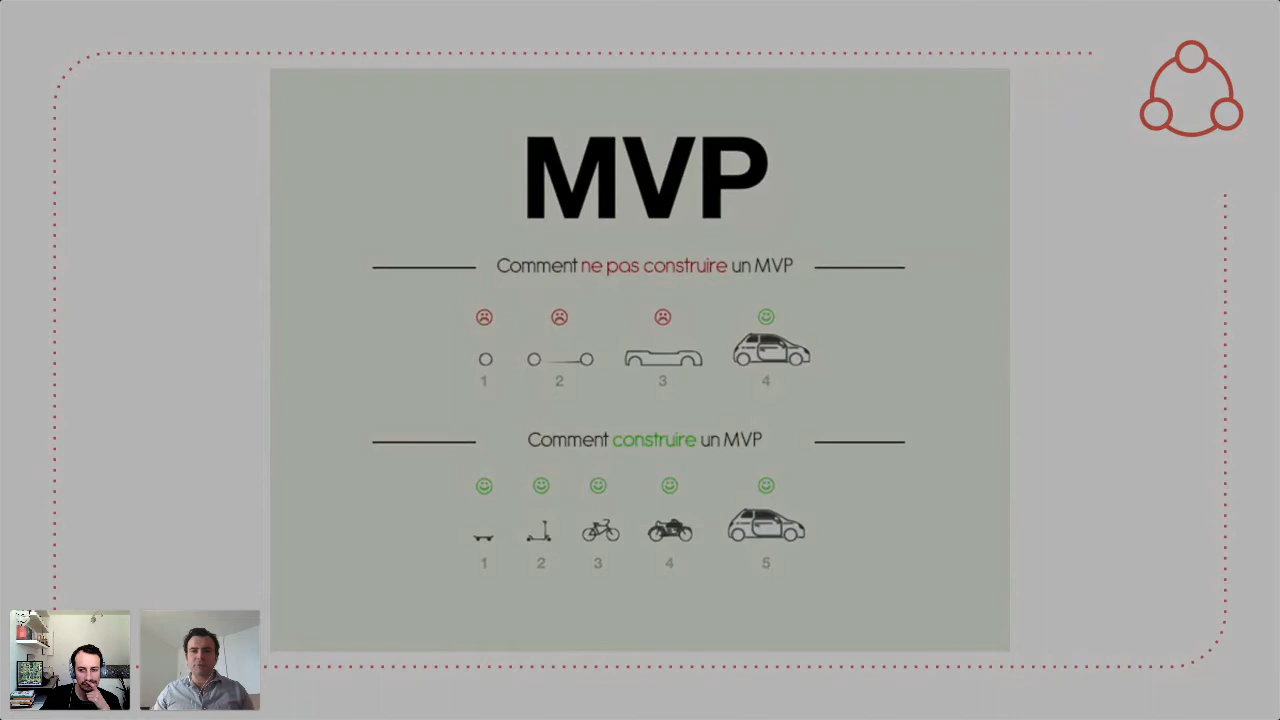 MVP
Comment ne pas construire un MVP
1 2 3 4
Comment construire un MVP
1 2 3 4 5